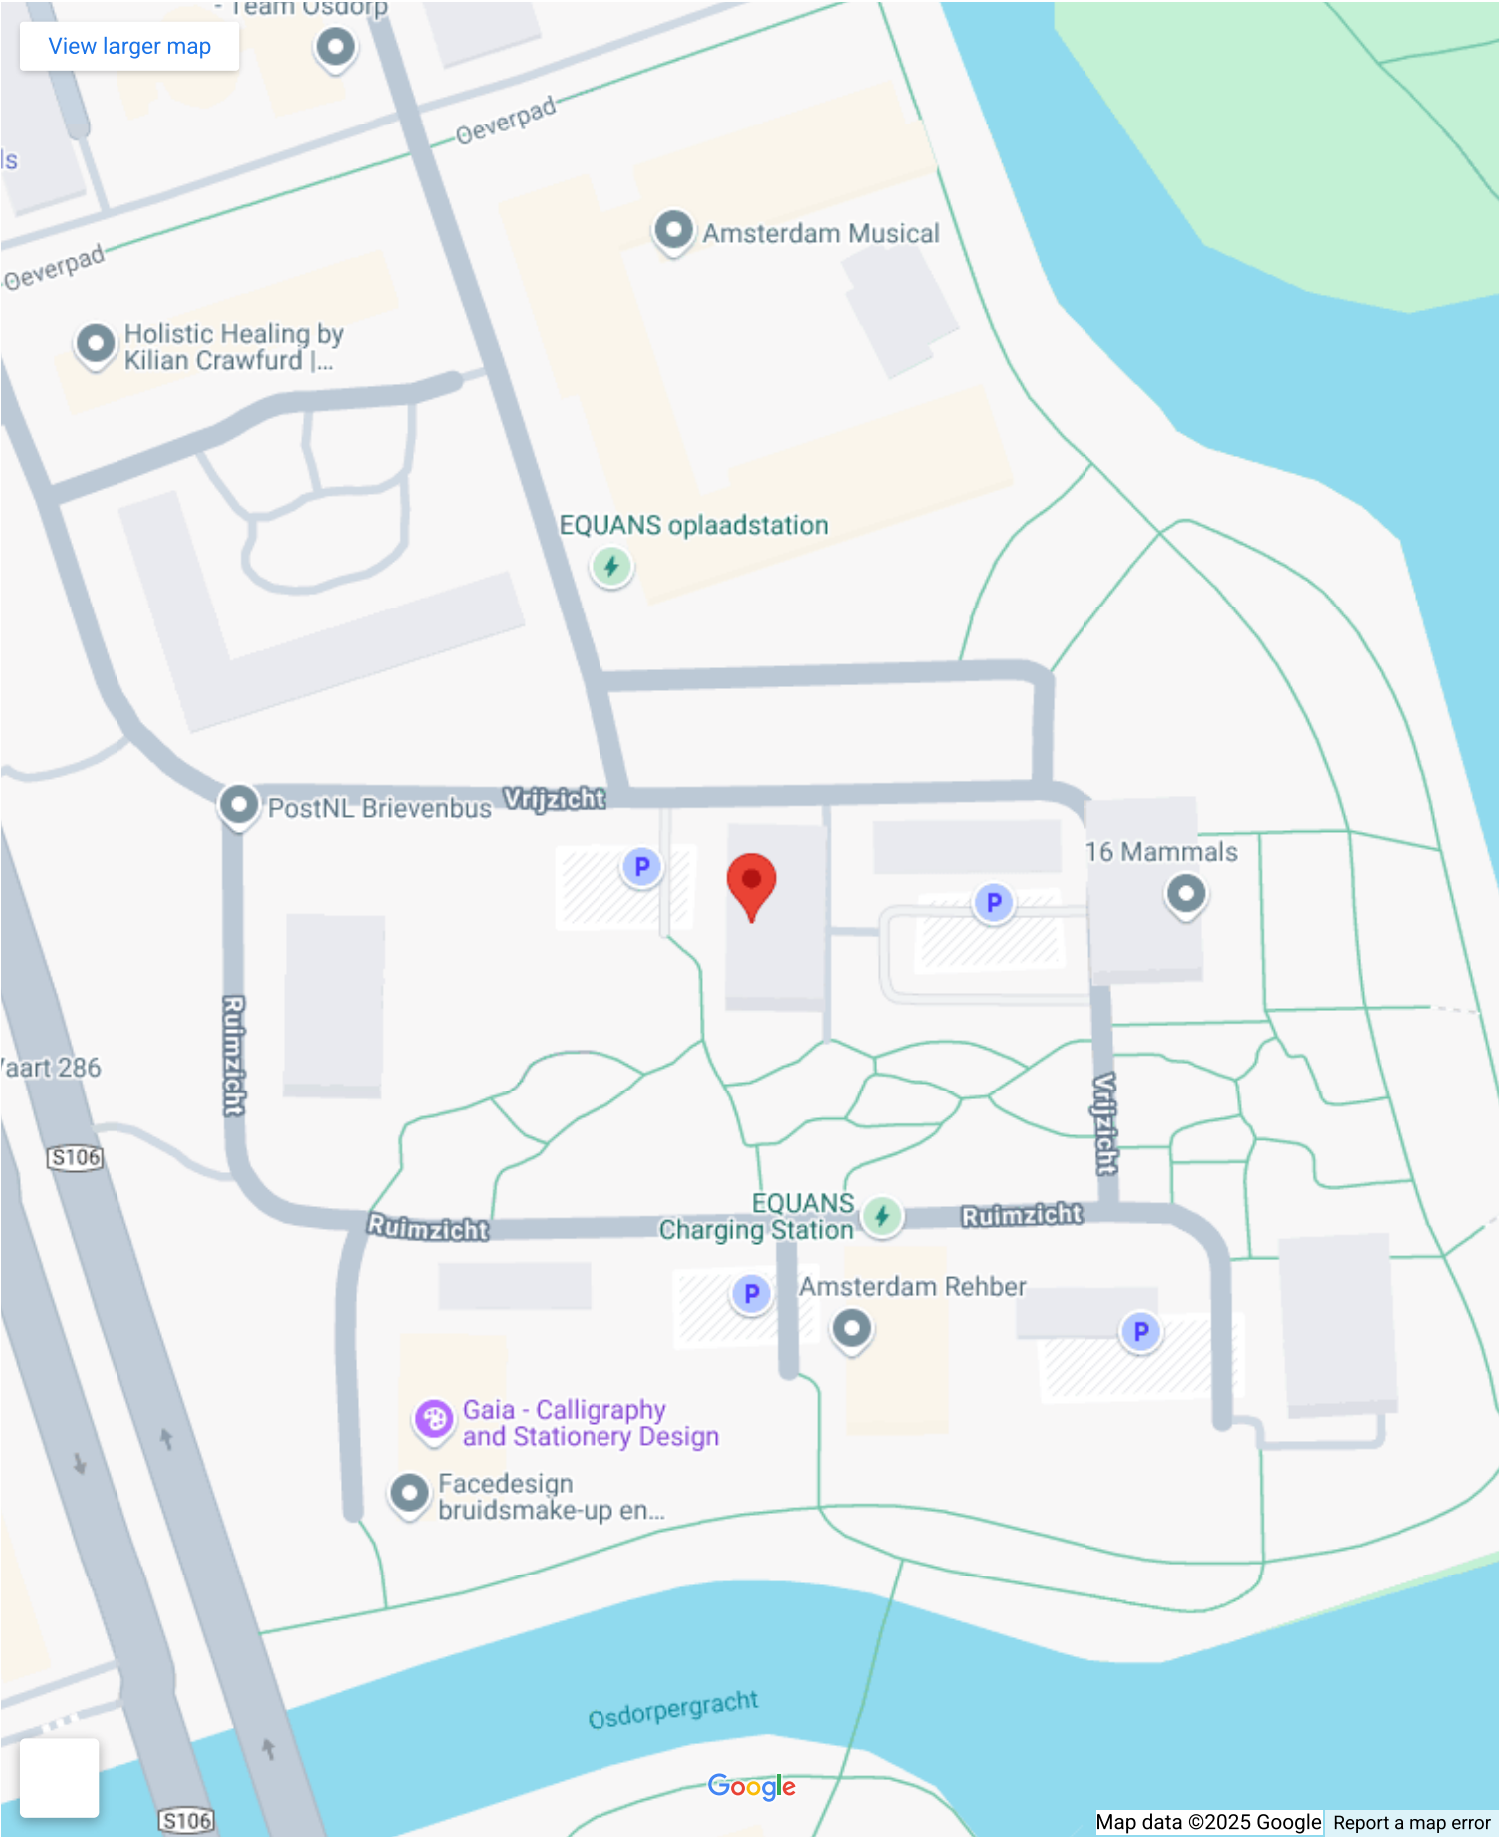 - Team Osdorp
View larger map
Oeverpad
ls
Amsterdam Musical
Oeverpad
Holistic Healing by
Kilian Crawfurd |...
EQUANS oplaadstation
Vrijzicht
PostNL Brievenbus
P
16 Mammals
P
Ruimzicht
Vaart 286
Vrijzicht
S106
EQUANS
Charging Station
Ruimzicht
Ruimzicht
P
Amsterdam Rehber
P
Gaia - Calligraphy
and Stationery Design
Facedesign
bruidsmake-up en...
Osdorpergracht
Google
S106
Map data ©2025 Google
Report a map error